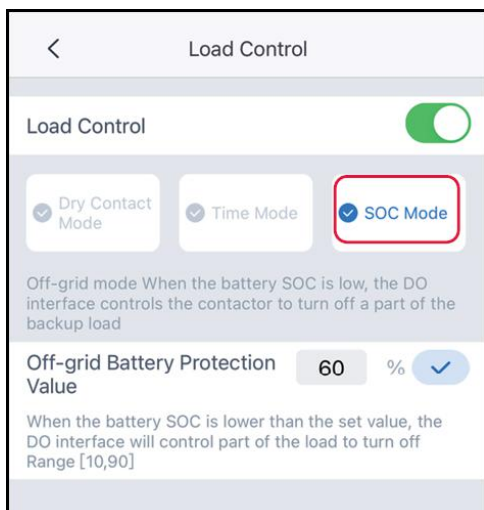 Load Control
Load Control
Dry Contact
Mode
Time Mode
SOC Mode
Off-grid mode When the battery SOC is low, the DO
interface controls the contactor to turn off a part of the
backup load
Off-grid Battery Protection
Value
60 %
When the battery SOC is lower than the set value, the
DO interface will control part of the load to turn off
Range [10,90]